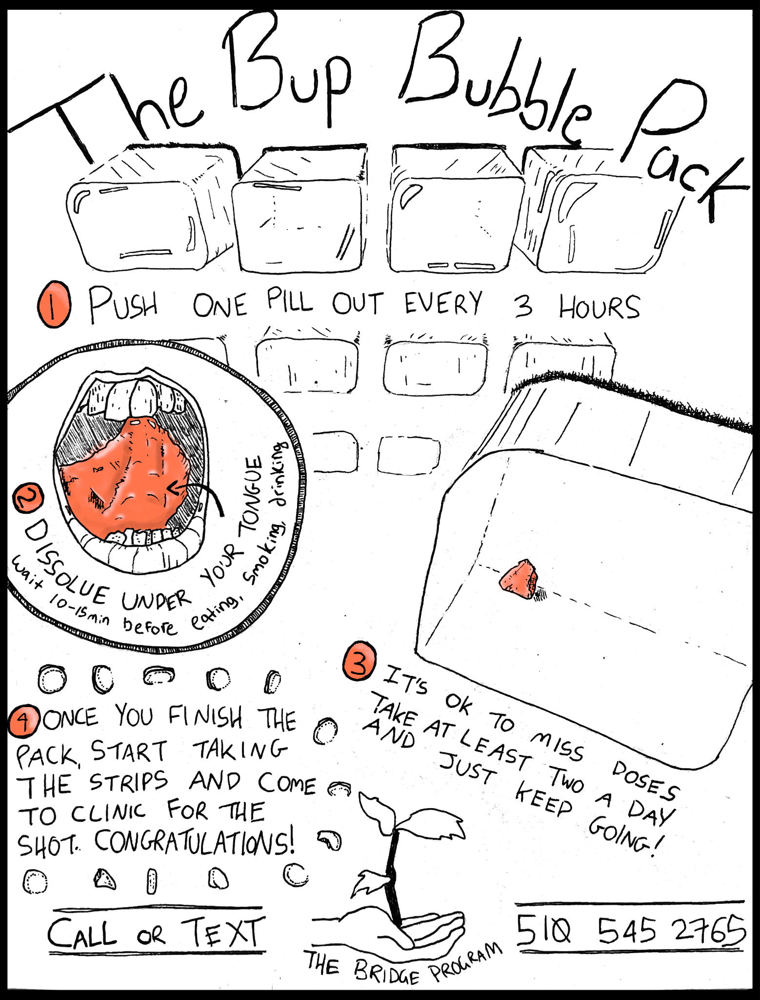 The Bup Bubble Pack
1 PUSH ONE PILL OUT EVERY 3 HOURS
2 DISSOLVE UNDER YOUR TONGUE
wait 10-15min before eating, smoking, drinking
3 IT'S OK TO MISS DOSES
TAKE AT LEAST TWO A DAY
AND JUST KEEP GOING!
4 ONCE YOU FINISH THE
PACK, START TAKING
THE STRIPS AND COME
TO CLINIC FOR THE
SHOT. CONGRATULATIONS!
CALL OR TEXT
510 545 2765
THE BRIDGE PROGRAM